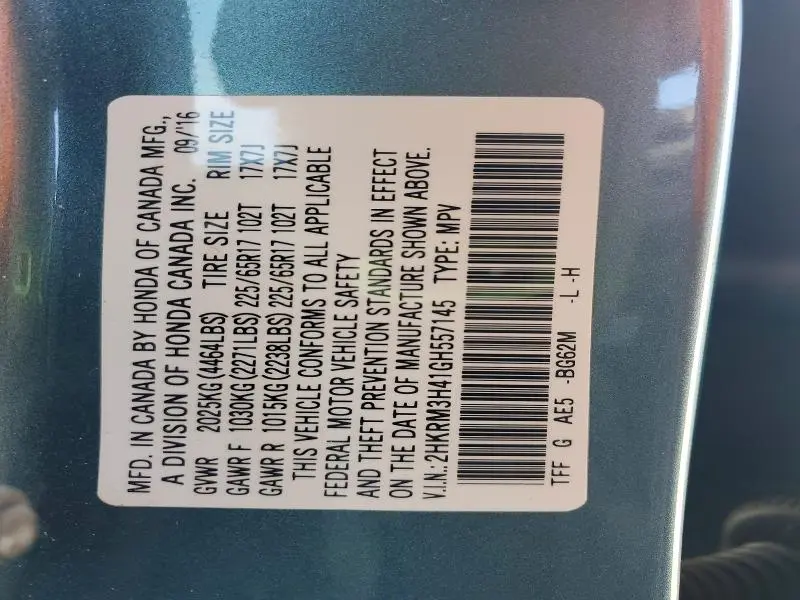 MFD. IN CANADA BY HONDA OF CANADA MFG.,
A DIVISION OF HONDA CANADA INC. 09/'16
GVWR 2025KG (4464LBS) TIRE SIZE RIM SIZE
GAWR F 1030KG (2271LBS) 225/65R17 102T 17X7J
GAWR R 1015KG (2238LBS) 225/65R17 102T 17X7J
THIS VEHICLE CONFORMS TO ALL APPLICABLE
FEDERAL MOTOR VEHICLE SAFETY
AND THEFT PREVENTION STANDARDS IN EFFECT
ON THE DATE OF MANUFACTURE SHOWN ABOVE.
V.I.N.: 2HKRM3H41GH557145 TYPE: MPV
TFF G AE5 -BG62M -L -H